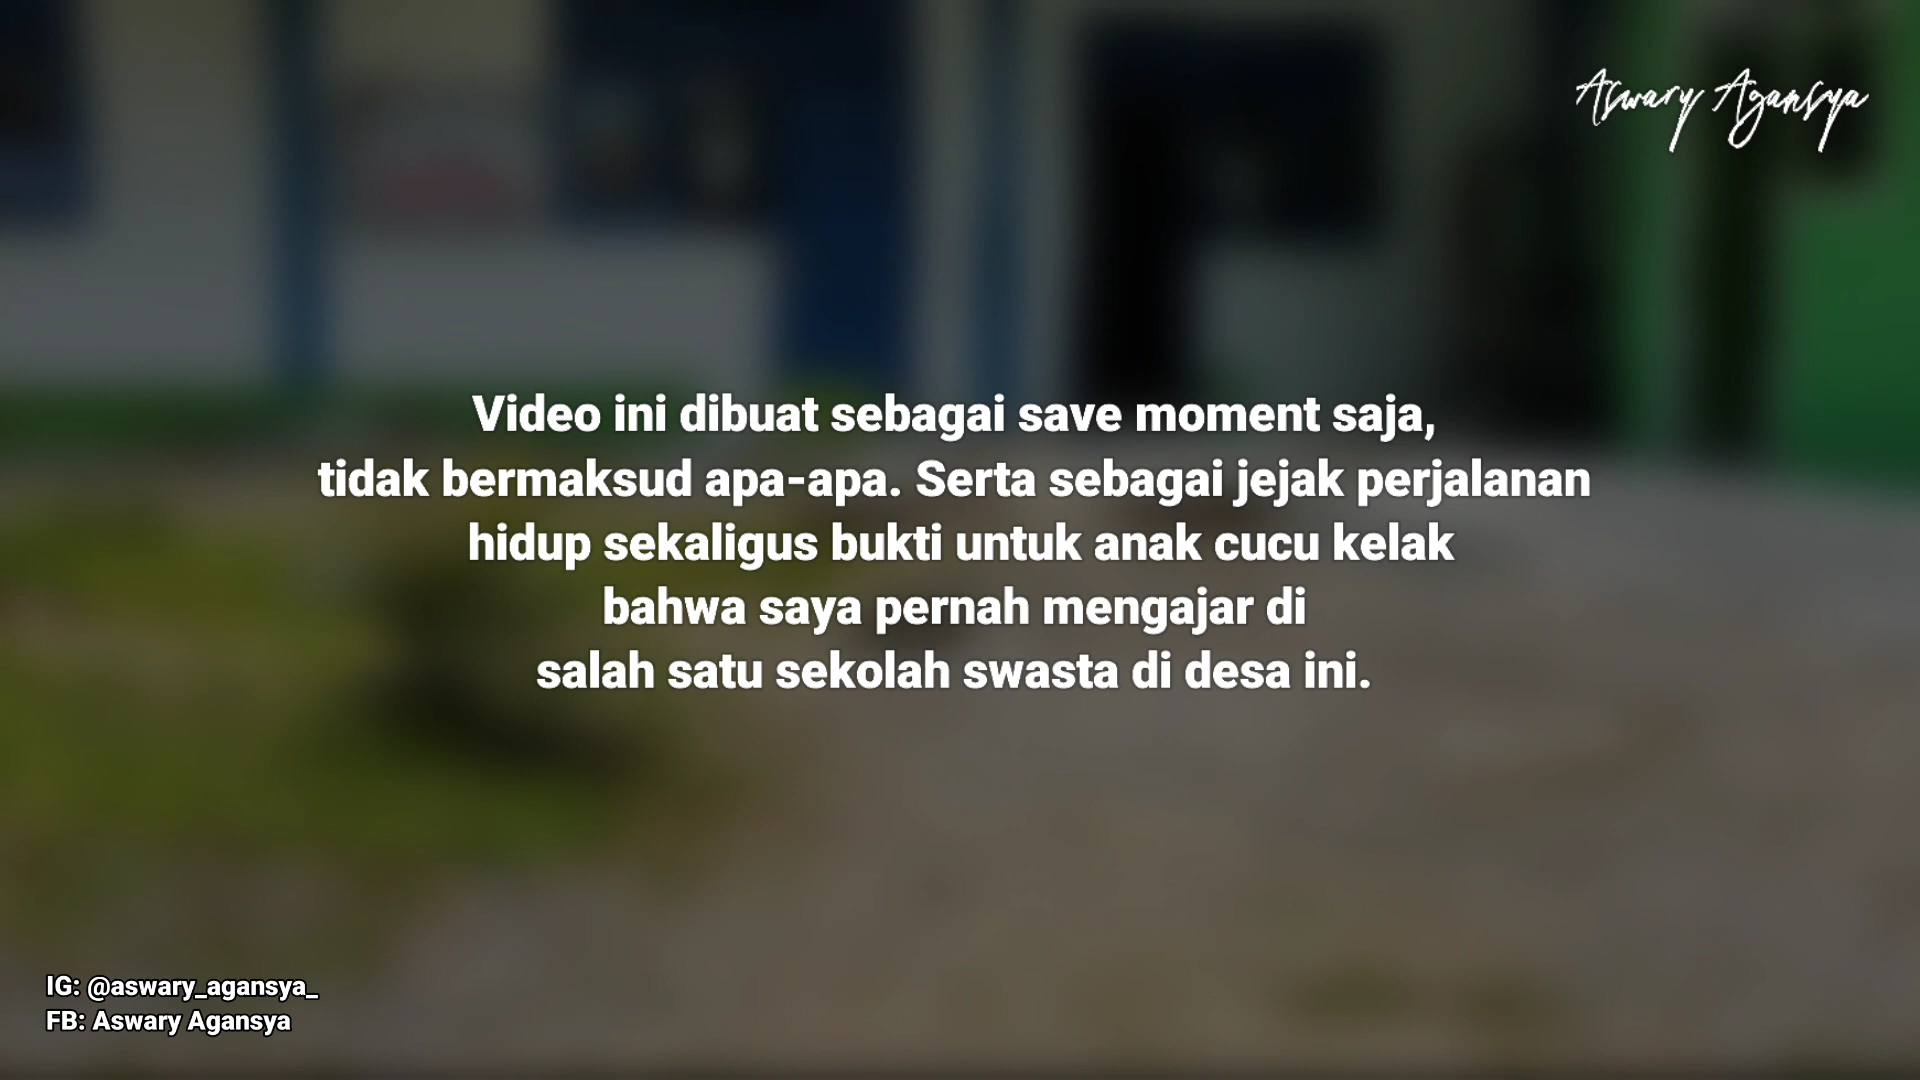 Aswary Agansya
Video ini dibuat sebagai save moment saja,
tidak bermaksud apa-apa. Serta sebagai jejak perjalanan
hidup sekaligus bukti untuk anak cucu kelak
bahwa saya pernah mengajar di
salah satu sekolah swasta di desa ini.
IG: @aswary_agansya_
FB: Aswary Agansya